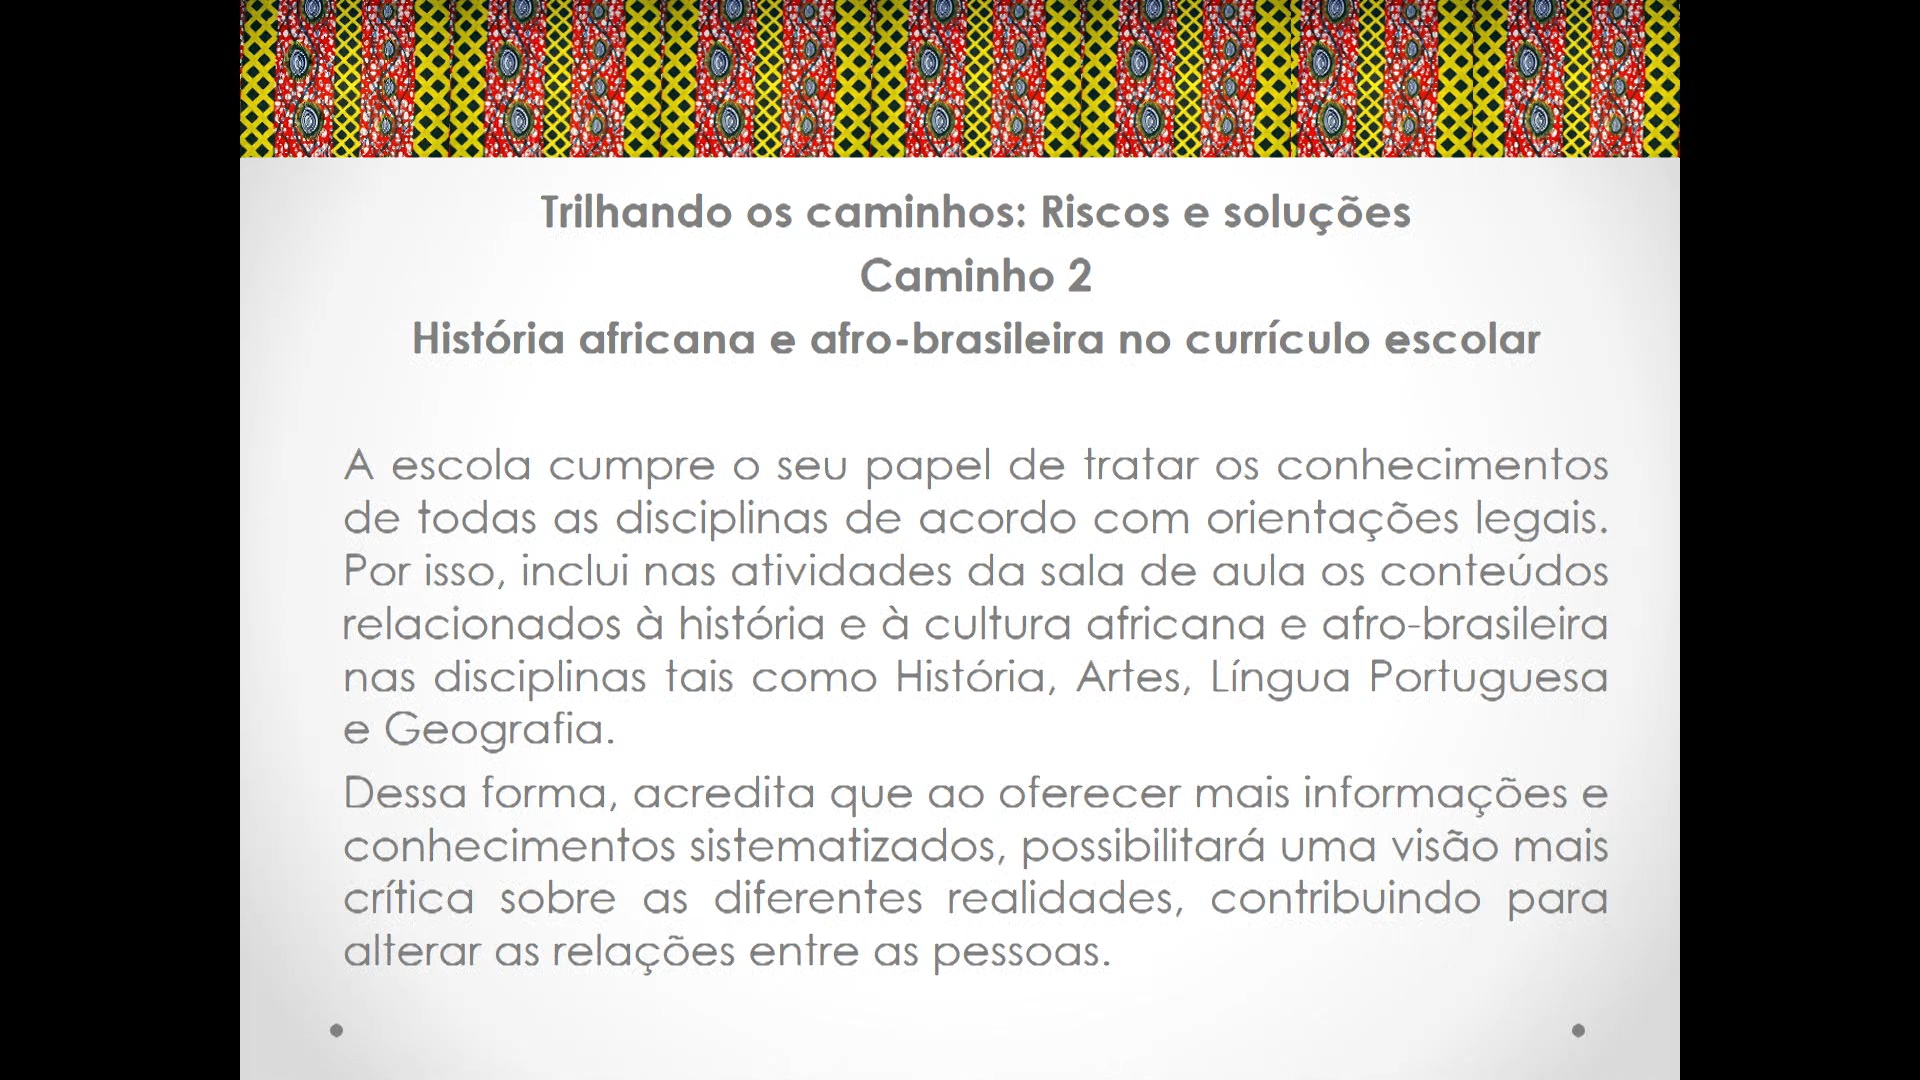 Trilhando os caminhos: Riscos e soluções
Caminho 2
História africana e afro-brasileira no currículo escolar
A escola cumpre o seu papel de tratar os conhecimentos
de todas as disciplinas de acordo com orientações legais.
Por isso, inclui nas atividades da sala de aula os conteúdos
relacionados à história e à cultura africana e afro-brasileira
nas disciplinas tais como História, Artes, Língua Portuguesa
e Geografia.
Dessa forma, acredita que ao oferecer mais informações e
conhecimentos sistematizados, possibilitará uma visão mais
crítica sobre as diferentes realidades, contribuindo para
alterar as relações entre as pessoas.